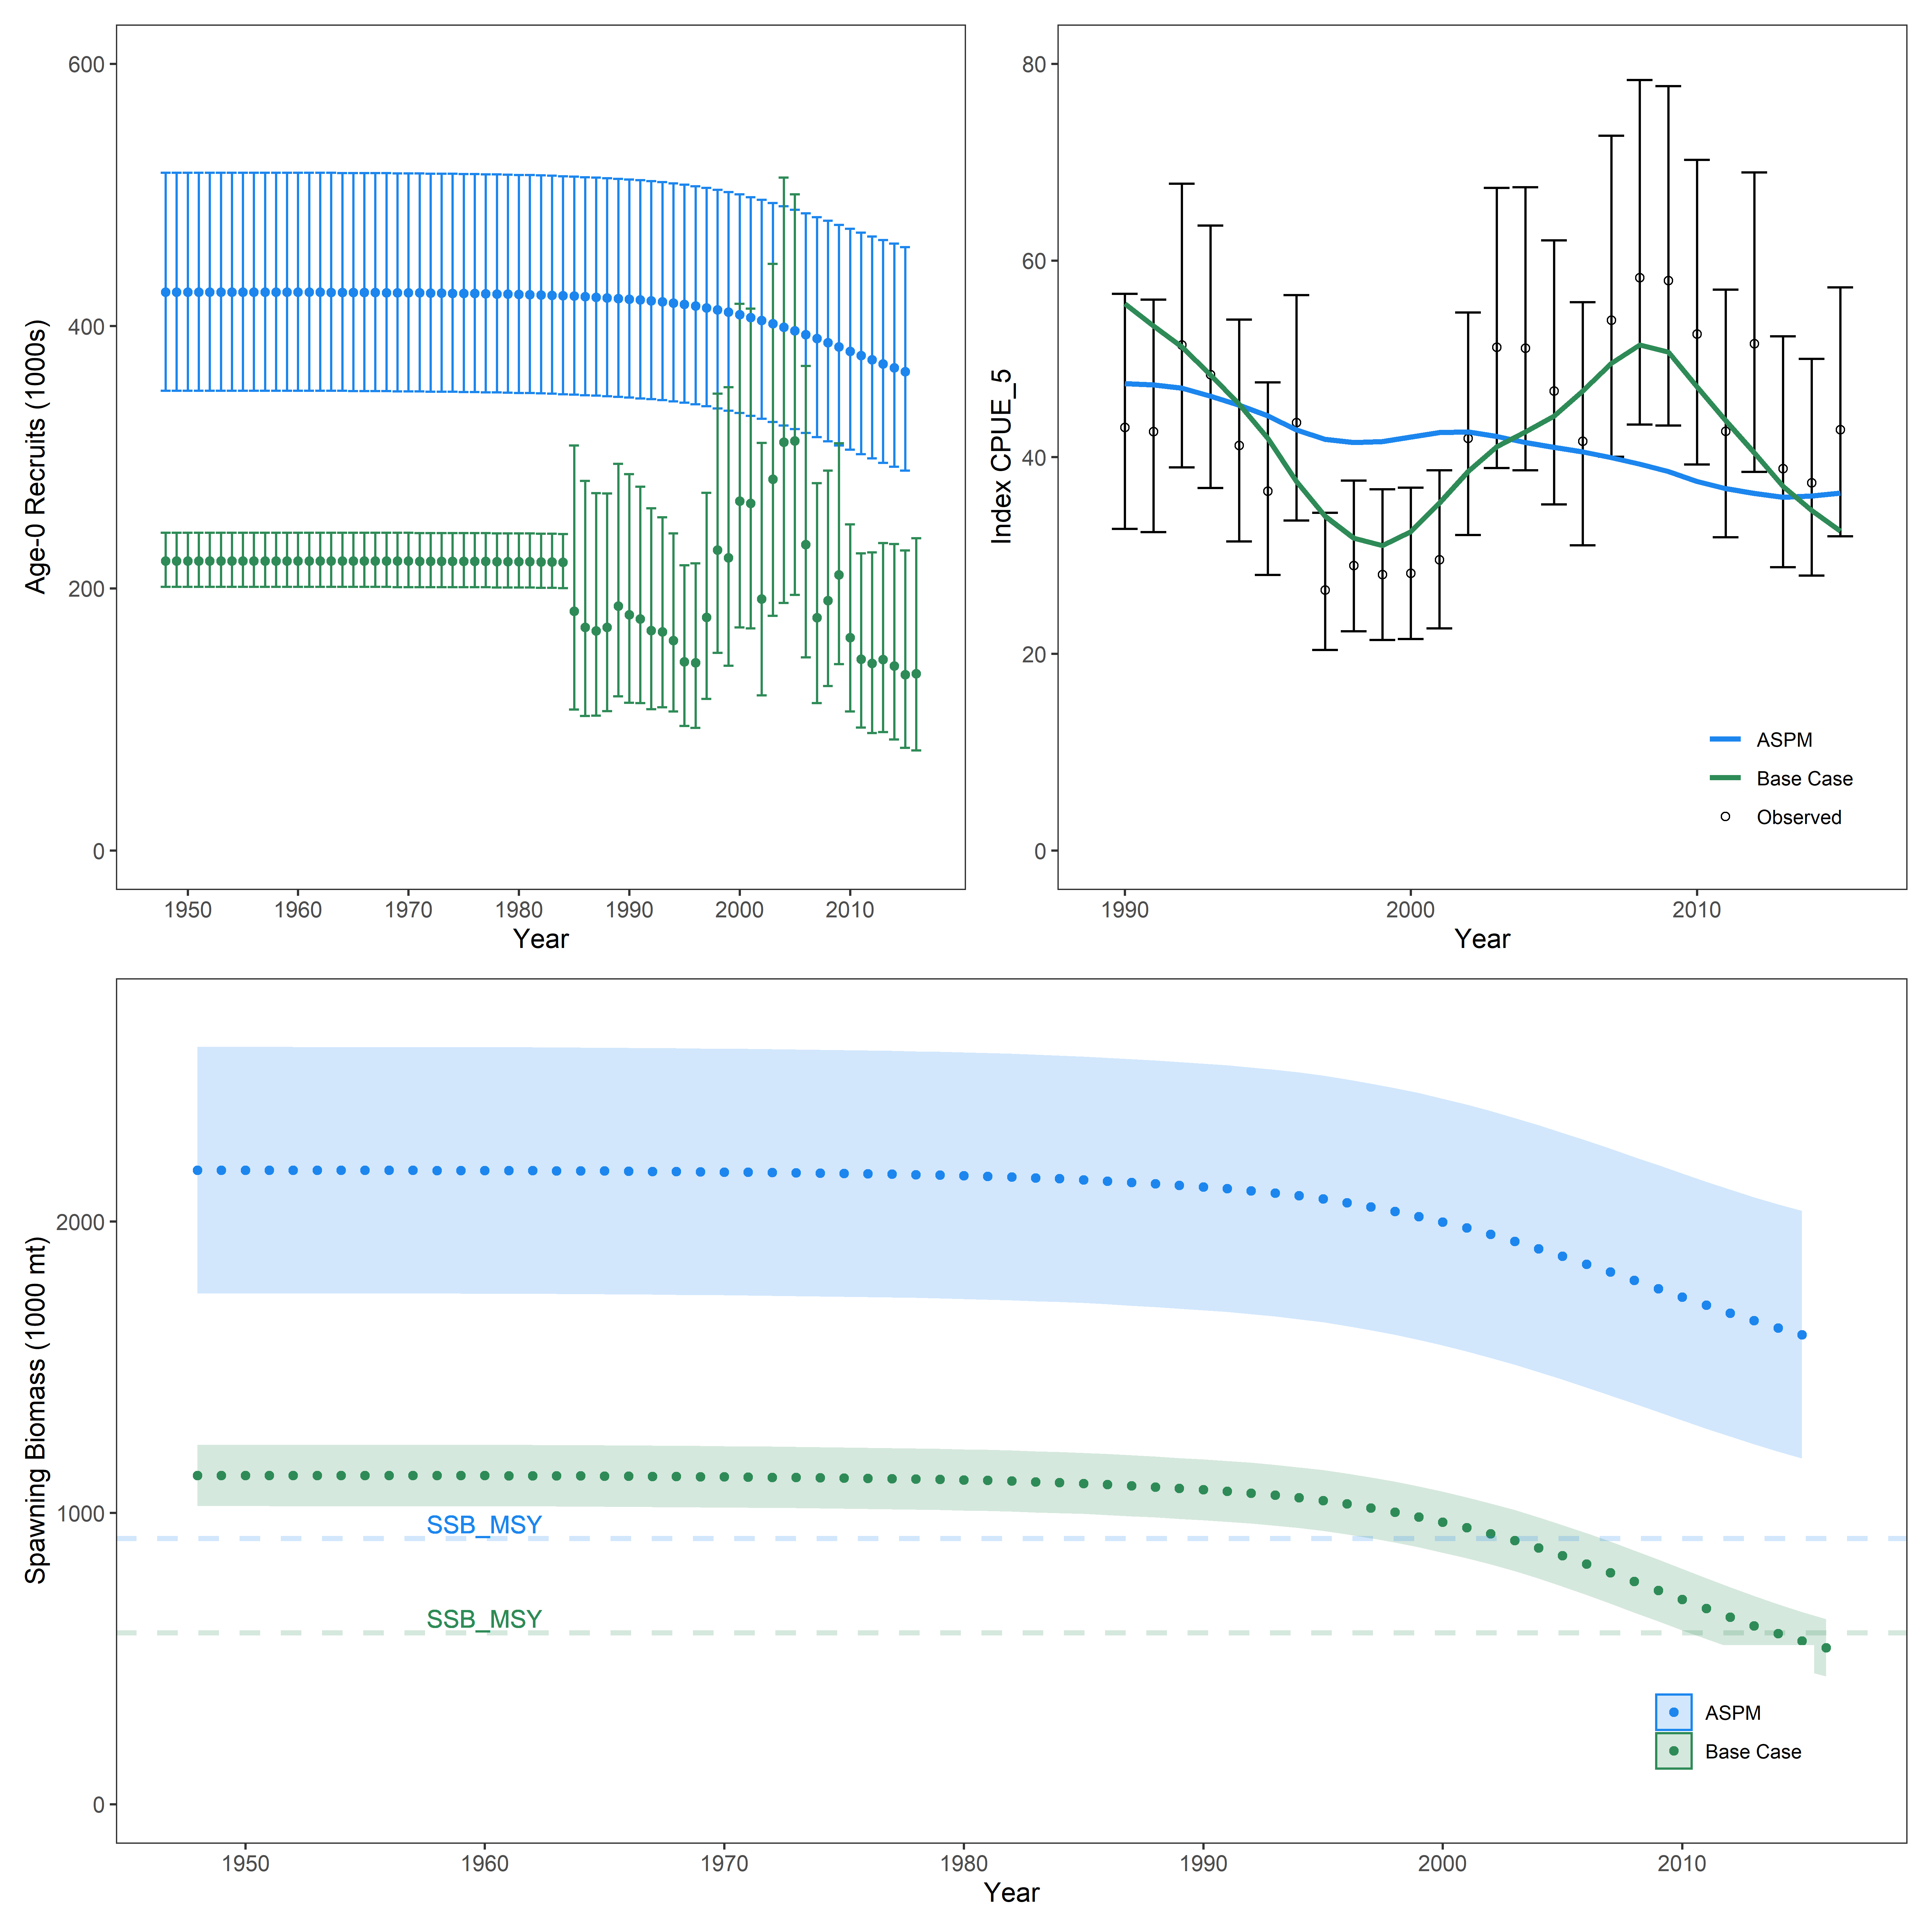 600
400
200
0
Age-0 Recruits (1000s)
1950 1960 1970 1980 1990 2000 2010
Year
80
60
40
20
0
Index CPUE_5
ASPM
Base Case
Observed
1990 2000 2010
Year
2000
1000
0
Spawning Biomass (1000 mt)
SSB_MSY
SSB_MSY
ASPM
Base Case
1950 1960 1970 1980 1990 2000 2010
Year